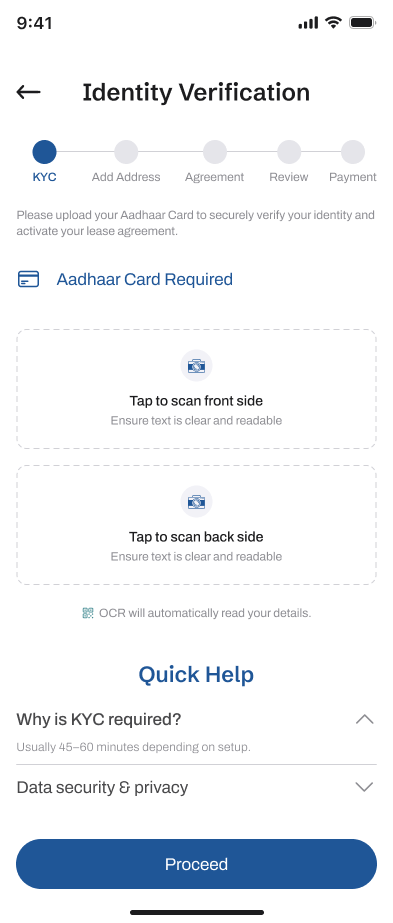 9:41
Identity Verification
KYC
Add Address
Agreement
Review
Payment
Please upload your Aadhaar Card to securely verify your identity and
activate your lease agreement.
Aadhaar Card Required
Tap to scan front side
Ensure text is clear and readable
Tap to scan back side
Ensure text is clear and readable
OCR will automatically read your details.
Quick Help
Why is KYC required?
Usually 45–60 minutes depending on setup.
Data security & privacy
Proceed